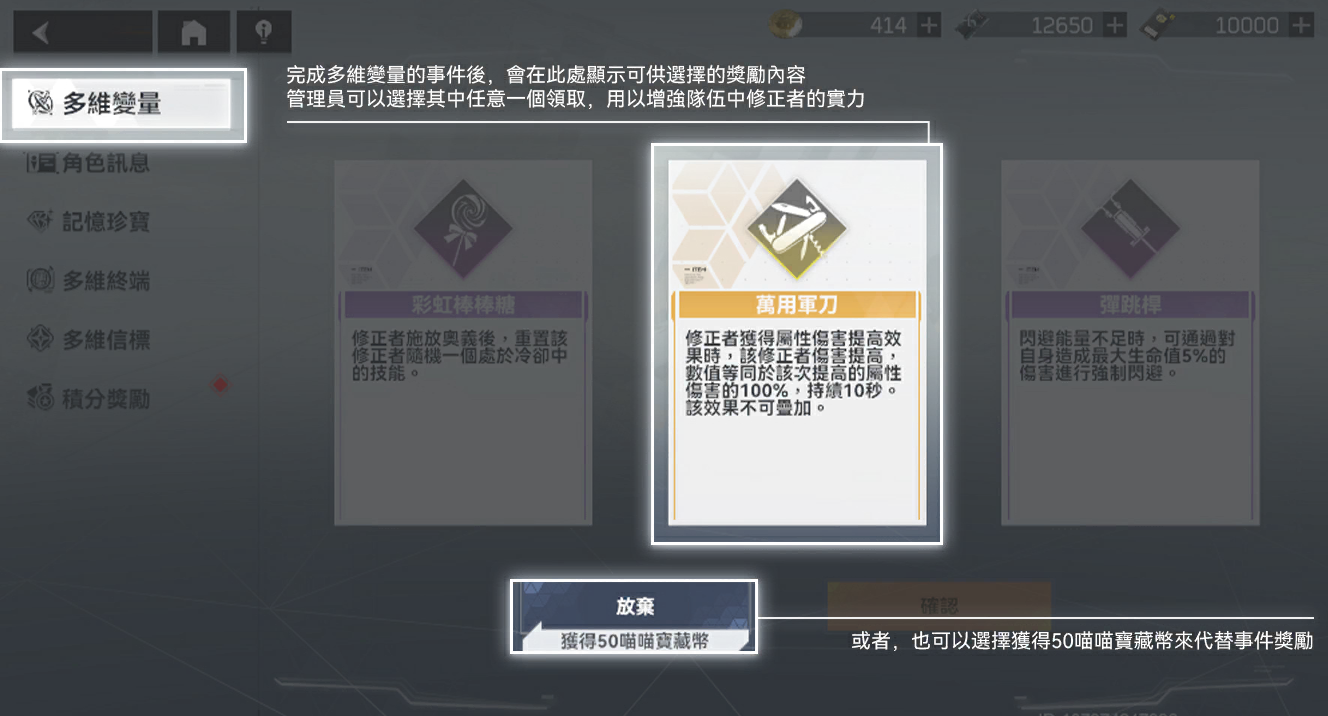 414
12650
10000
完成多維變量的事件後，會在此處顯示可供選擇的獎勵內容
管理員可以選擇其中任意一個領取，用以增強隊伍中修正者的實力
多維變量
角色訊息
記憶珍寶
多維終端
多維信標
積分獎勵
ITEM
彩虹棒棒糖
修正者施放奧義後，重置該
修正者隨機一個處於冷卻中
的技能。
ITEM
萬用軍刀
修正者獲得屬性傷害提高效
果時，該修正者傷害提高，
數值等同於該次提高的屬性
傷害的100%，持續10秒。
該效果不可疊加。
ITEM
彈跳桿
閃避能量不足時，可通過對
自身造成最大生命值5%的
傷害進行強制閃避。
放棄
獲得50喵喵寶藏幣
確認
或者，也可以選擇獲得50喵喵寶藏幣來代替事件獎勵